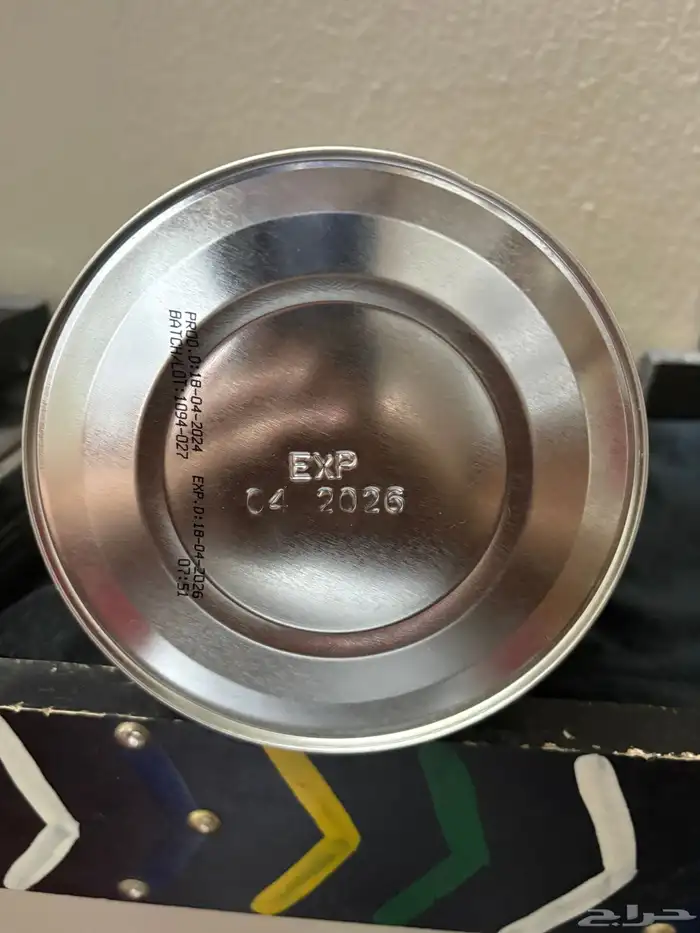 PROD.D:18-04-2024 EXP.D:18-04-2026
BATCH/LOT:1094-027 07:51
EXP
04 2026
حراج